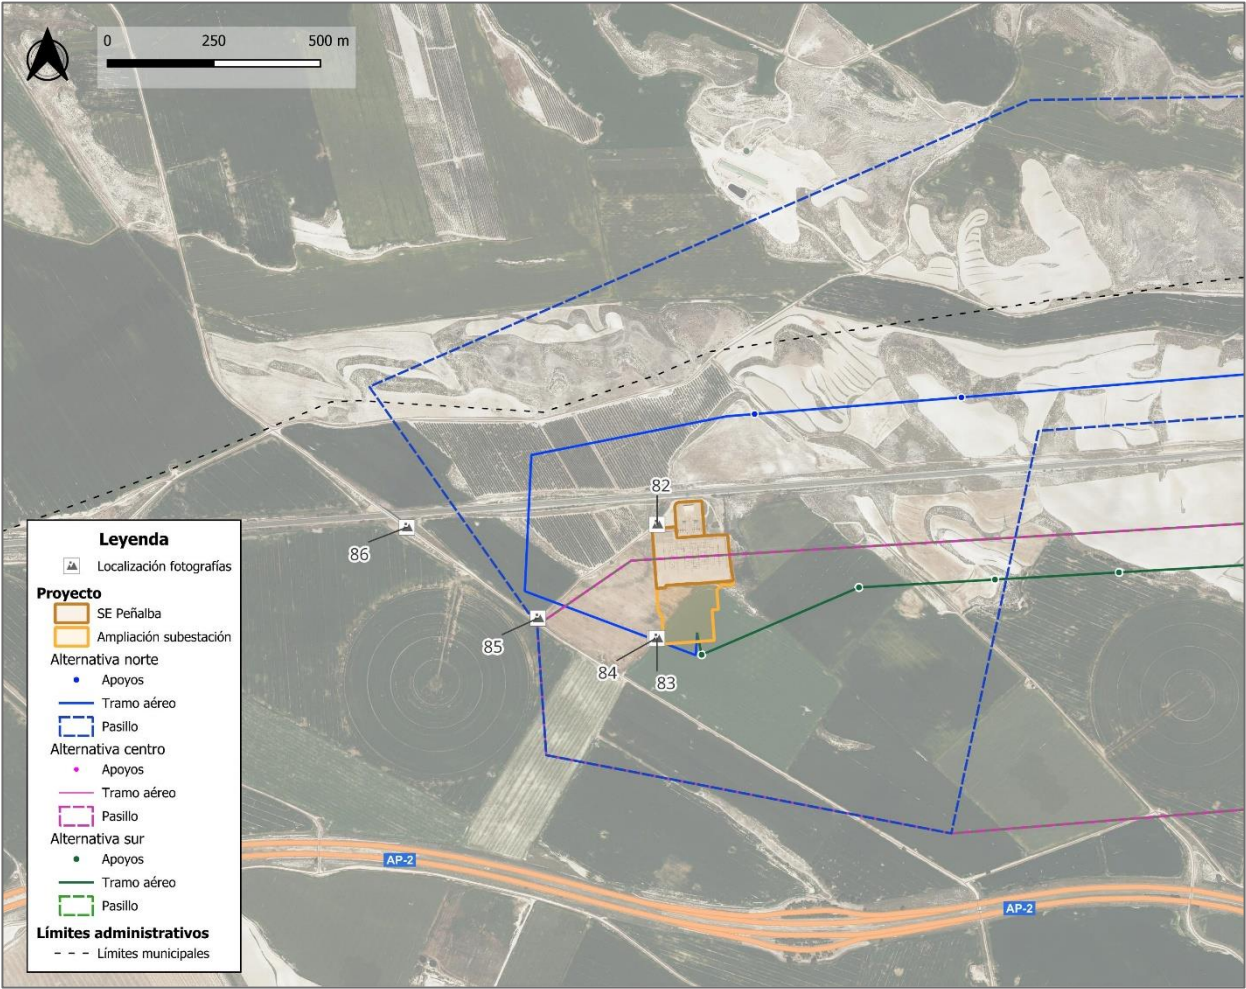 0 250 500 m
82
86
85
84
83
Leyenda
Localización fotografías
Proyecto
SE Peñalba
Ampliación subestación
Alternativa norte
Apoyos
Tramo aéreo
Pasillo
Alternativa centro
Apoyos
Tramo aéreo
Pasillo
Alternativa sur
Apoyos
Tramo aéreo
Pasillo
Límites administrativos
Límites municipales
AP-2
AP-2